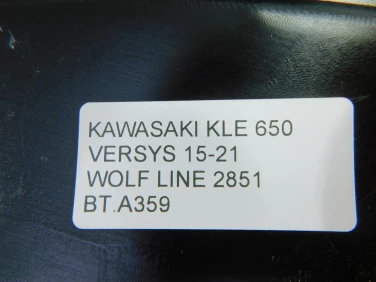 KAWASAKI KLE 650
VERSYS 15-21
WOLF LINE 2851
BT.A359